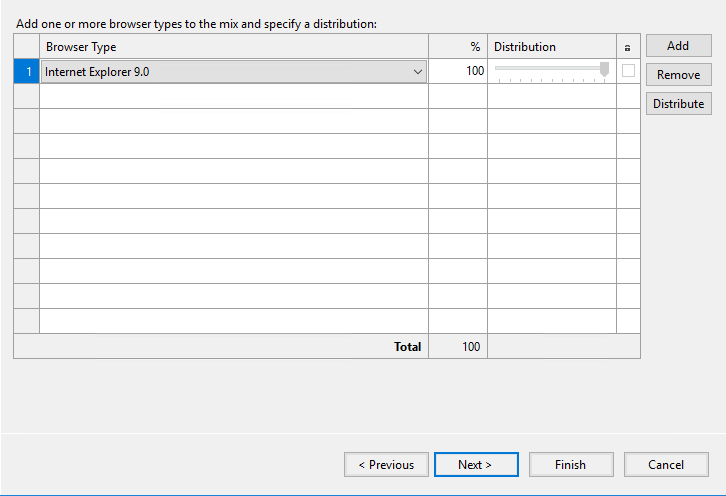 Add one or more browser types to the mix and specify a distribution:
Browser Type % Distribution
Add
1 Internet Explorer 9.0 100
Remove
Distribute
Total 100
< Previous Next > Finish Cancel